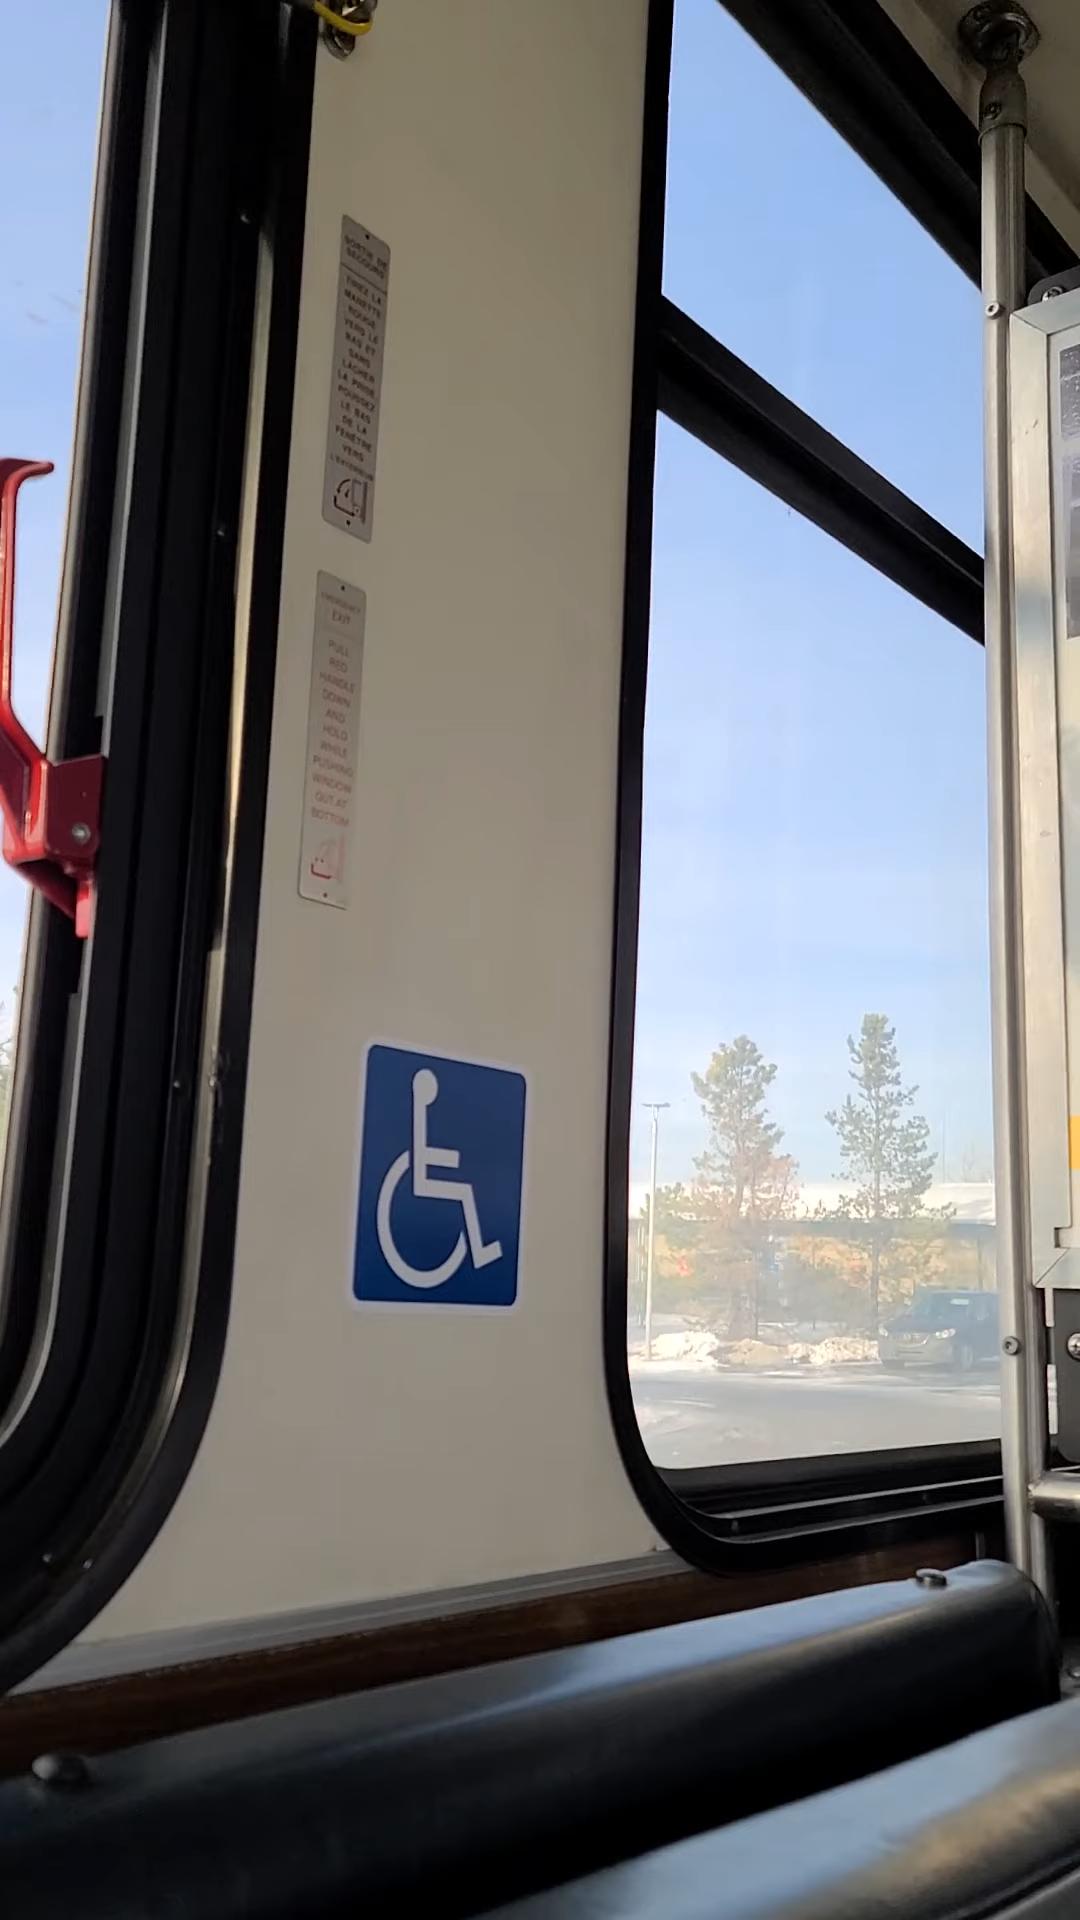 SORTIE DE
SECOURS
TIREZ LA
MANETTE
ROUGE
VERS LE
BAS ET
SANS
LÂCHER
LA PRISE,
POUSSEZ
LE BAS
DE LA
FENÊTRE
VERS
L'EXTÉRIEUR
EMERGENCY
EXIT
PULL
RED
HANDLE
DOWN
AND
HOLD
WHILE
PUSHING
WINDOW
OUT AT
BOTTOM